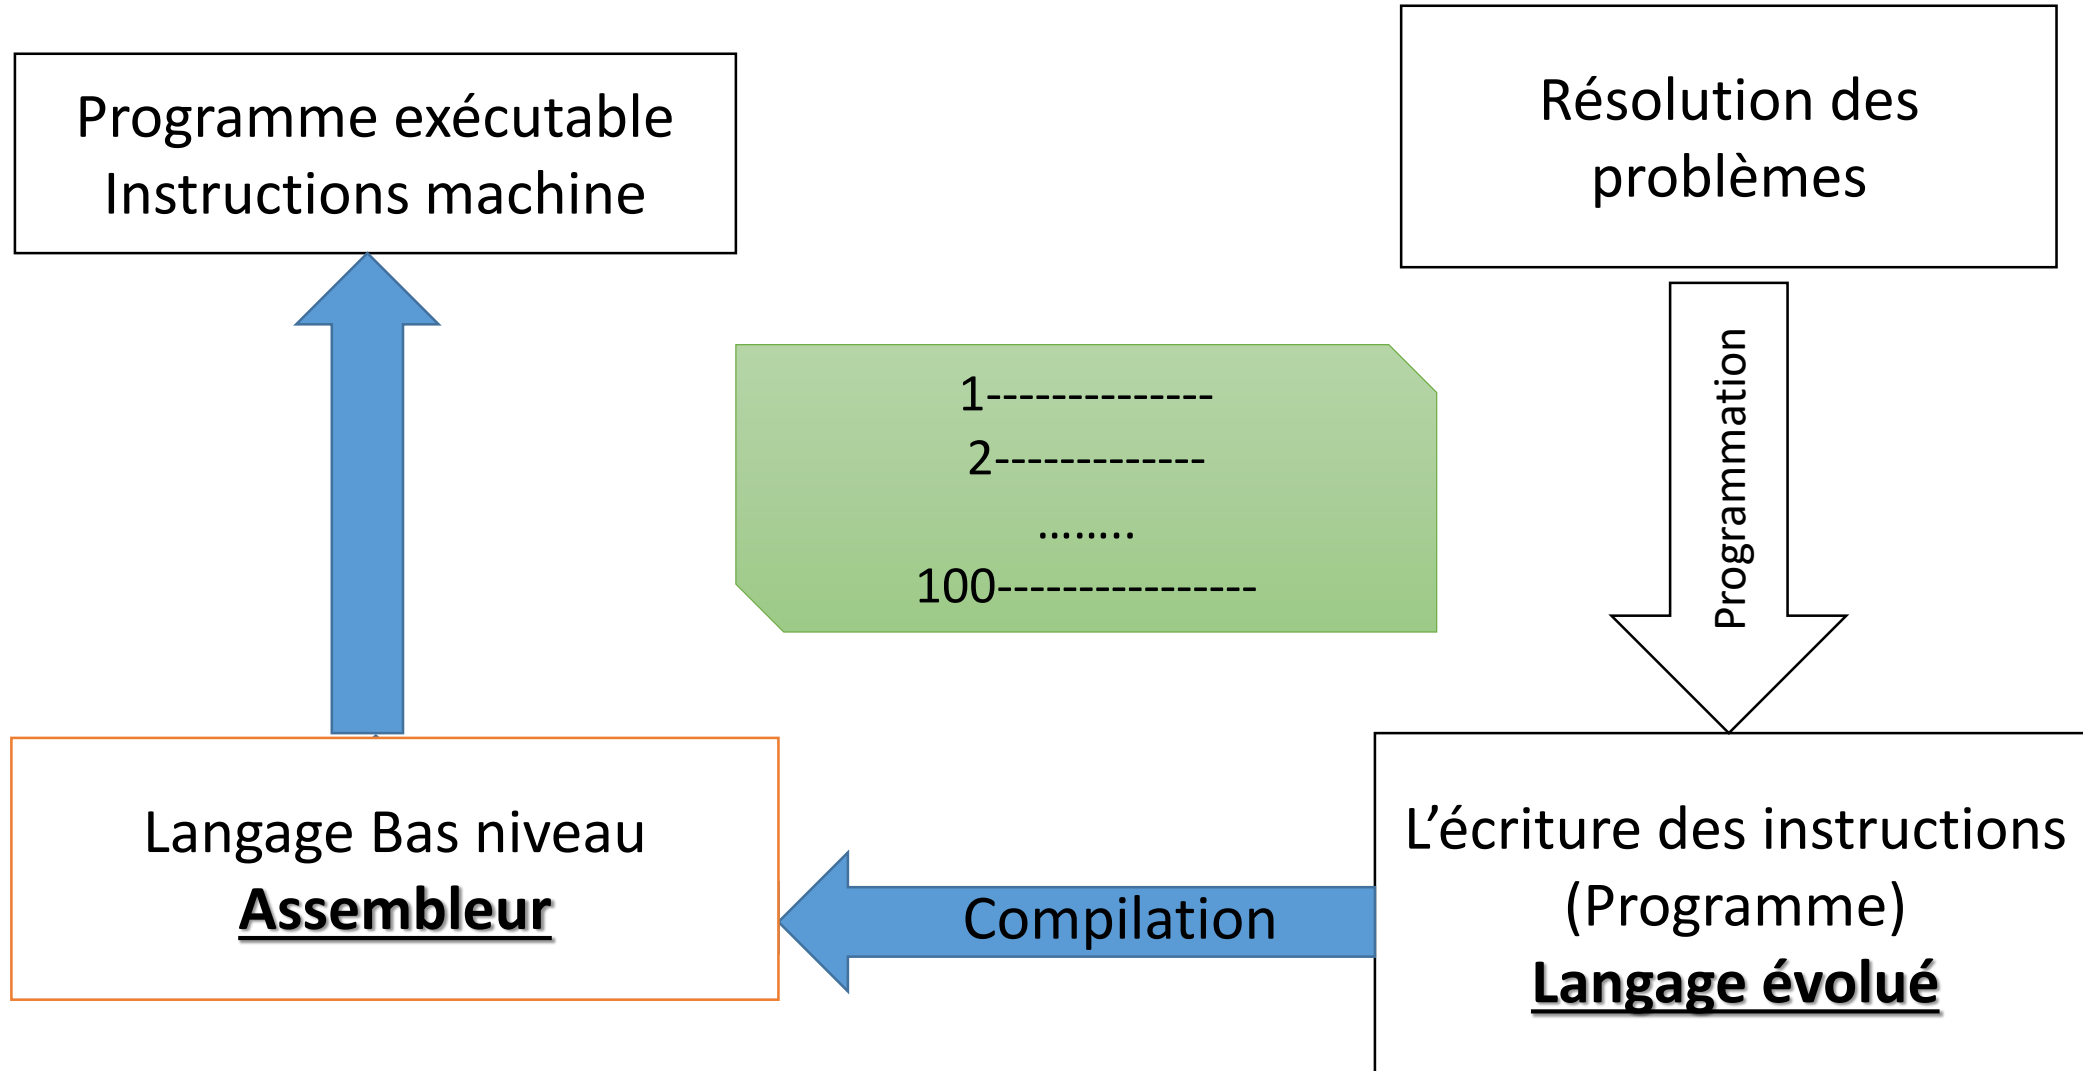 Programme exécutable
Instructions machine
Résolution des
problèmes
1--------------
2-------------
……..
100----------------
Programmation
Langage Bas niveau
Assembleur
Compilation
L’écriture des instructions
(Programme)
Langage évolué